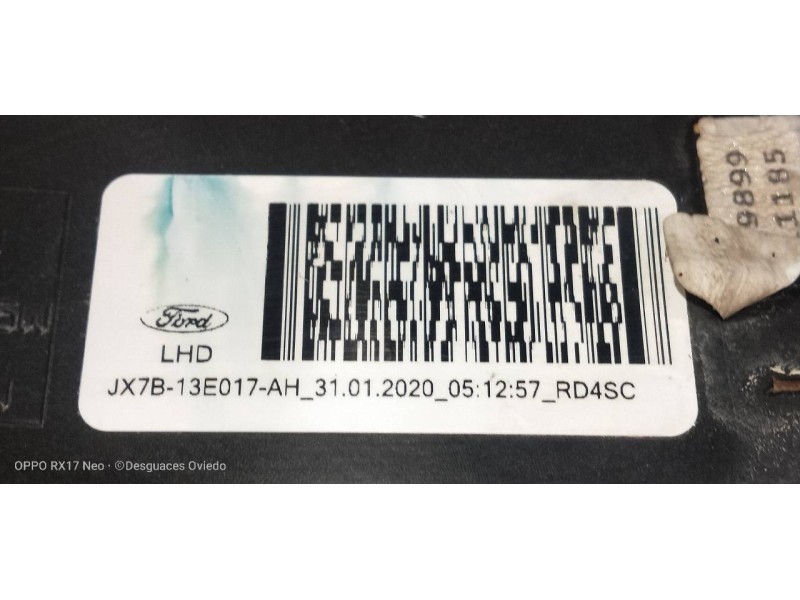 Ford
LHD
JX7B-13E017-AH_31.01.2020_05:12:57_RD4SC
9899
1185
OPPO RX17 Neo · ©Desguaces Oviedo